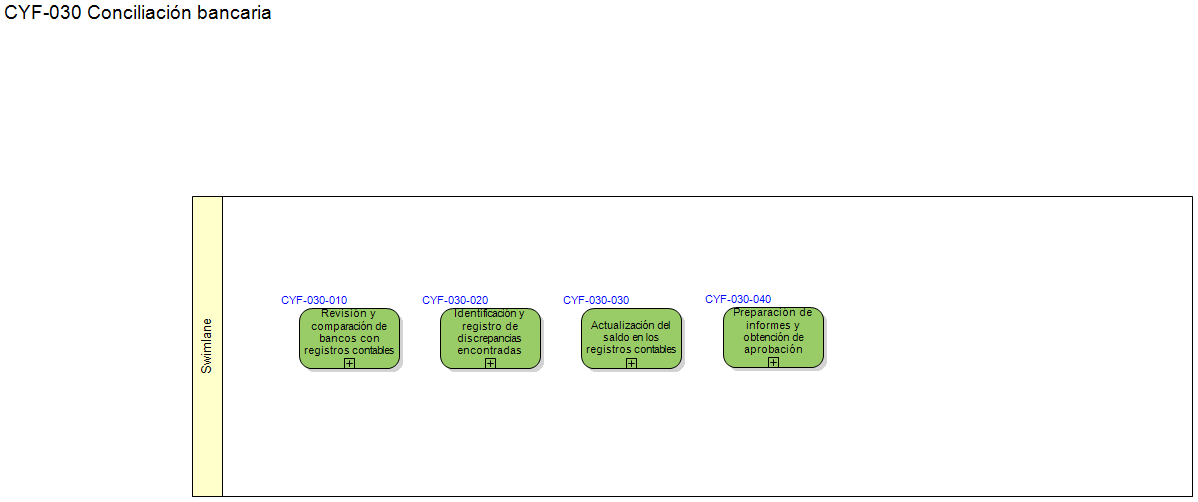 CYF-030 Conciliación bancaria
Swimlane
CYF-030-010
Revisión y
comparación de
bancos con
registros contables
CYF-030-020
Identificación y
registro de
discrepancias
encontradas
CYF-030-030
Actualización del
saldo en los
registros contables
CYF-030-040
Preparación de
informes y
obtención de
aprobación